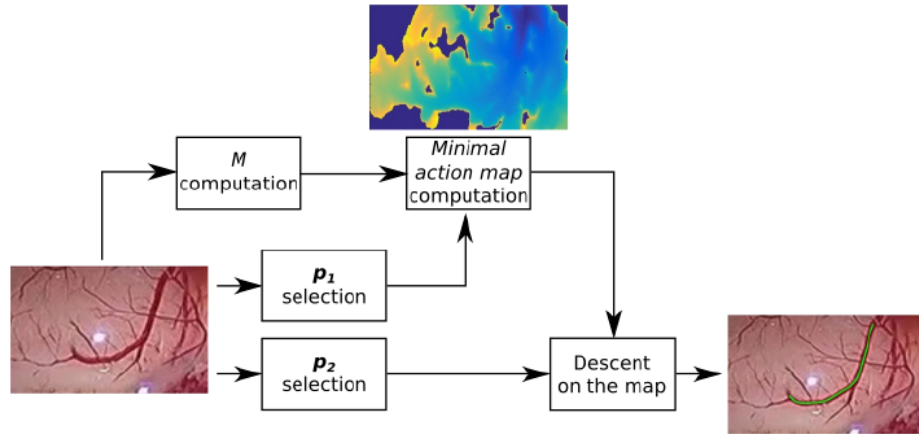 M
computation
Minimal
action map
computation
p₁
selection
p₂
selection
Descent
on the map